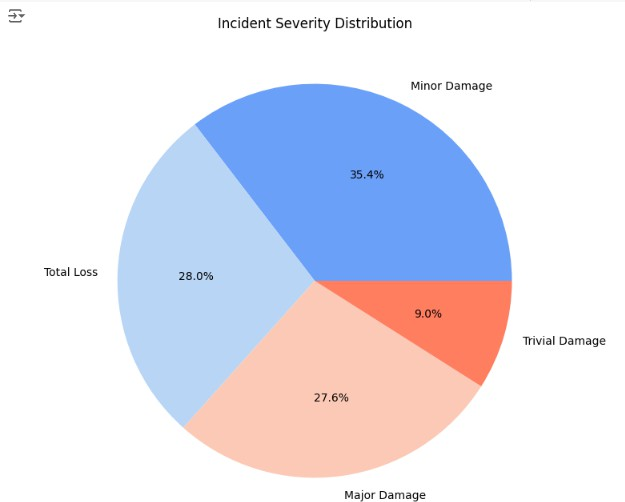 Incident Severity Distribution
Minor Damage
35.4%
Total Loss
28.0%
9.0%
Trivial Damage
27.6%
Major Damage